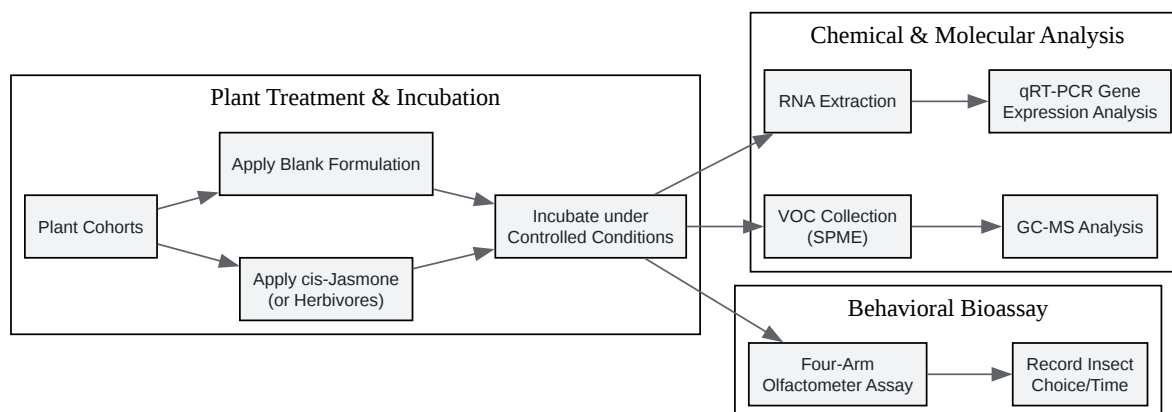 Plant Treatment & Incubation
Plant Cohorts
Apply Blank Formulation
Apply cis-Jasmone
(or Herbivores)
Incubate under
Controlled Conditions
Chemical & Molecular Analysis
RNA Extraction
qRT-PCR Gene
Expression Analysis
VOC Collection
(SPME)
GC-MS Analysis
Behavioral Bioassay
Four-Arm
Olfactometer Assay
Record Insect
Choice/Time